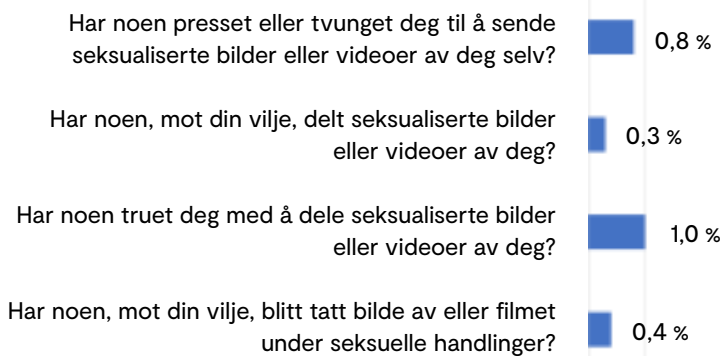 Har noen presset eller tvunget deg til å sende
seksualiserte bilder eller videoer av deg selv?
0,8 %
Har noen, mot din vilje, delt seksualiserte bilder
eller videoer av deg?
0,3 %
Har noen truet deg med å dele seksualiserte bilder
eller videoer av deg?
1,0 %
Har noen, mot din vilje, blitt tatt bilde av eller filmet
under seksuelle handlinger?
0,4 %